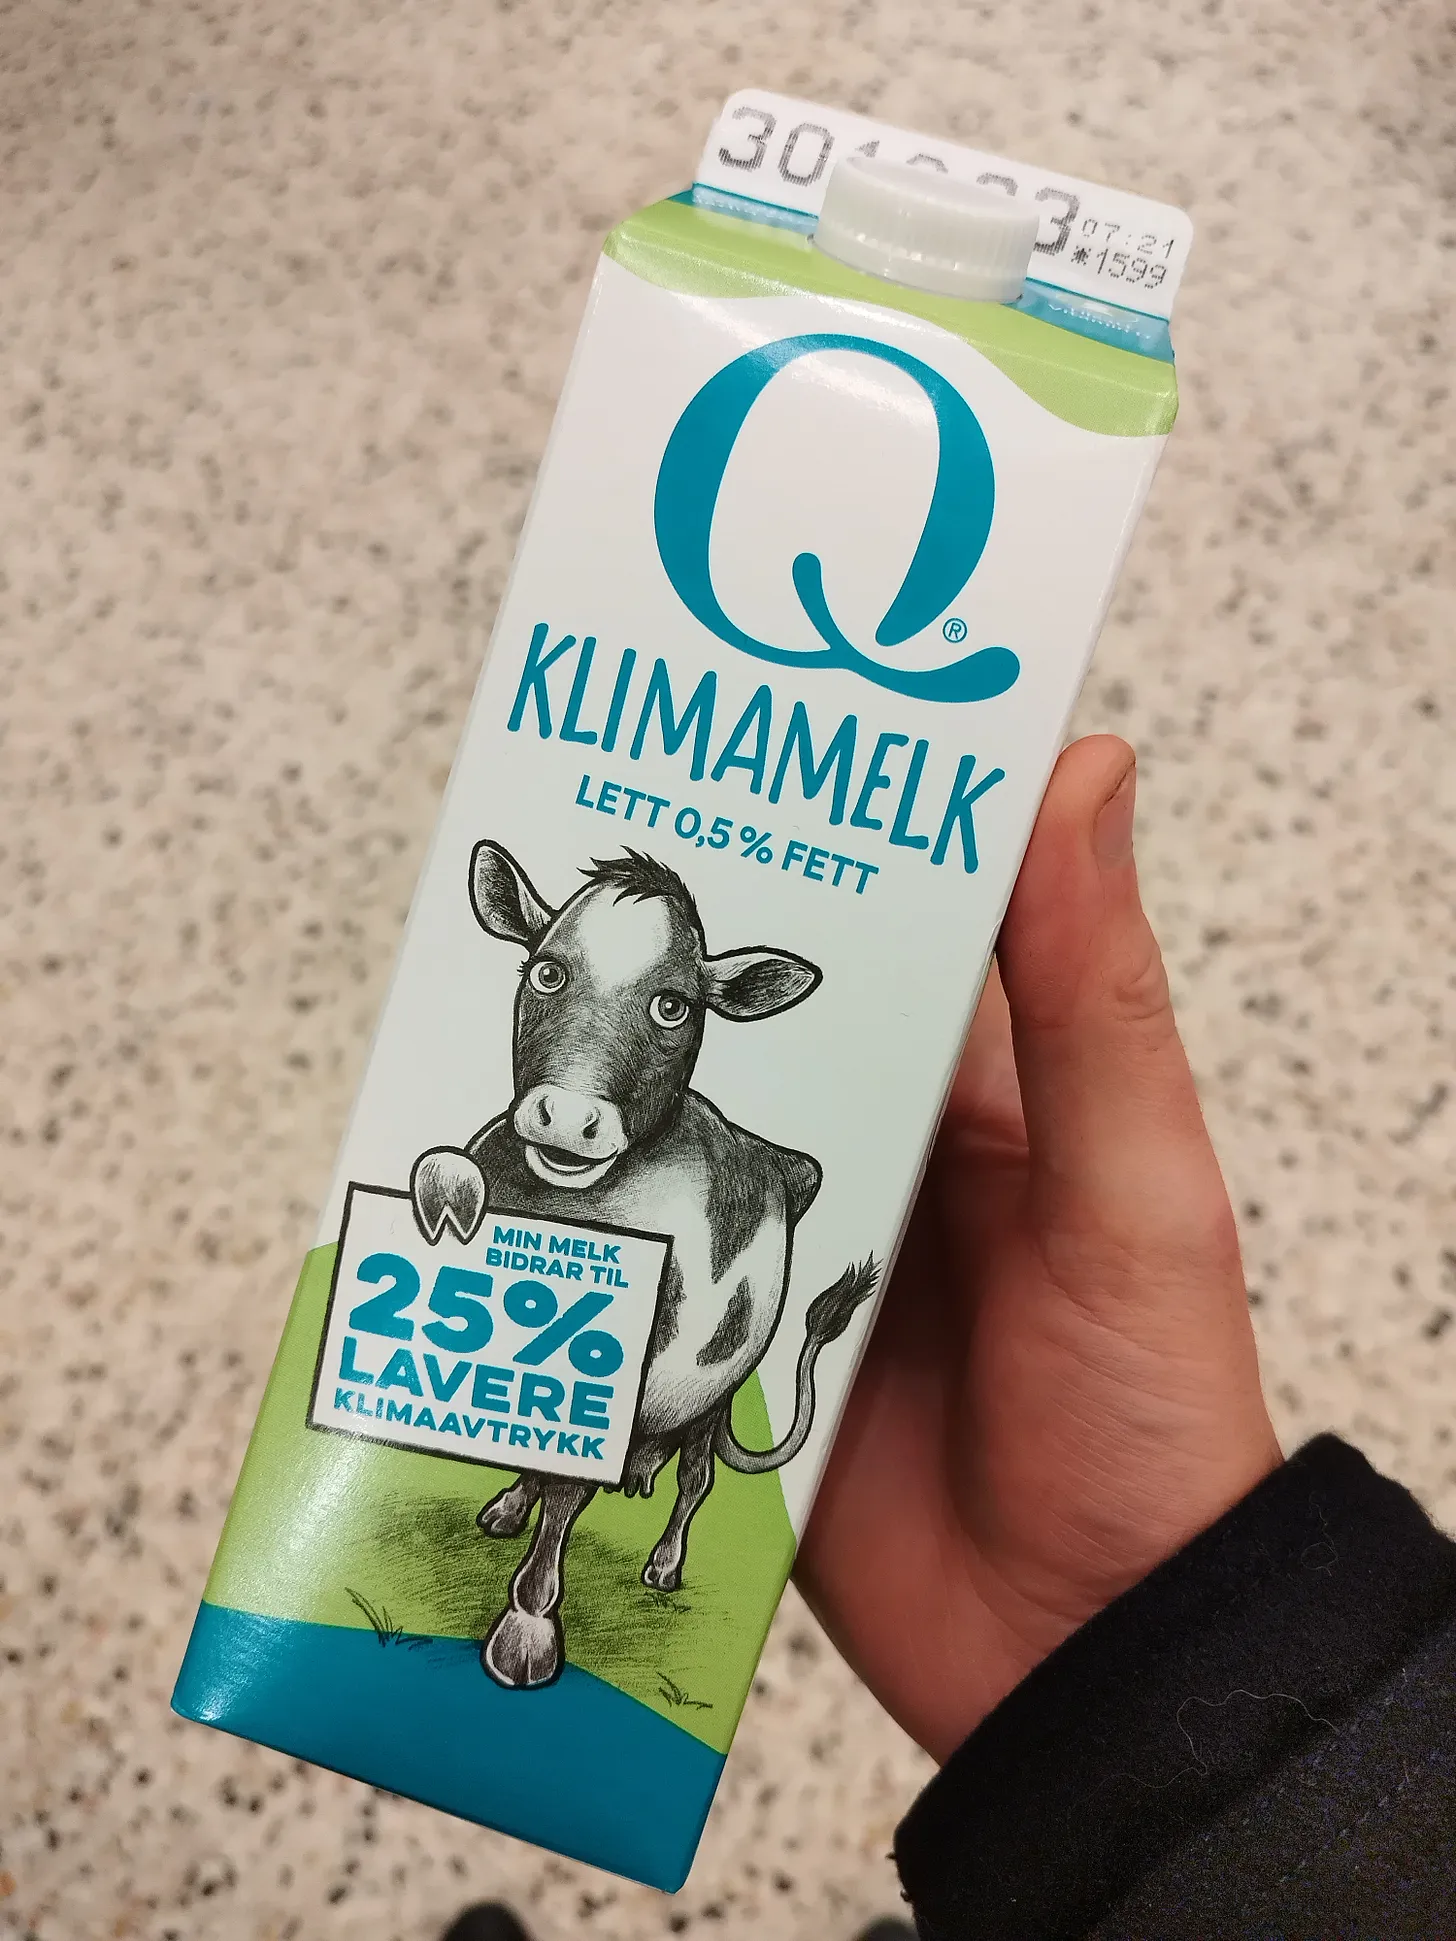 07:21
*1599
Q®
KLIMAMELK
LETT 0,5 % FETT
MIN MELK
BIDRAR TIL
25%
LAVERE
KLIMAAVTRYKK